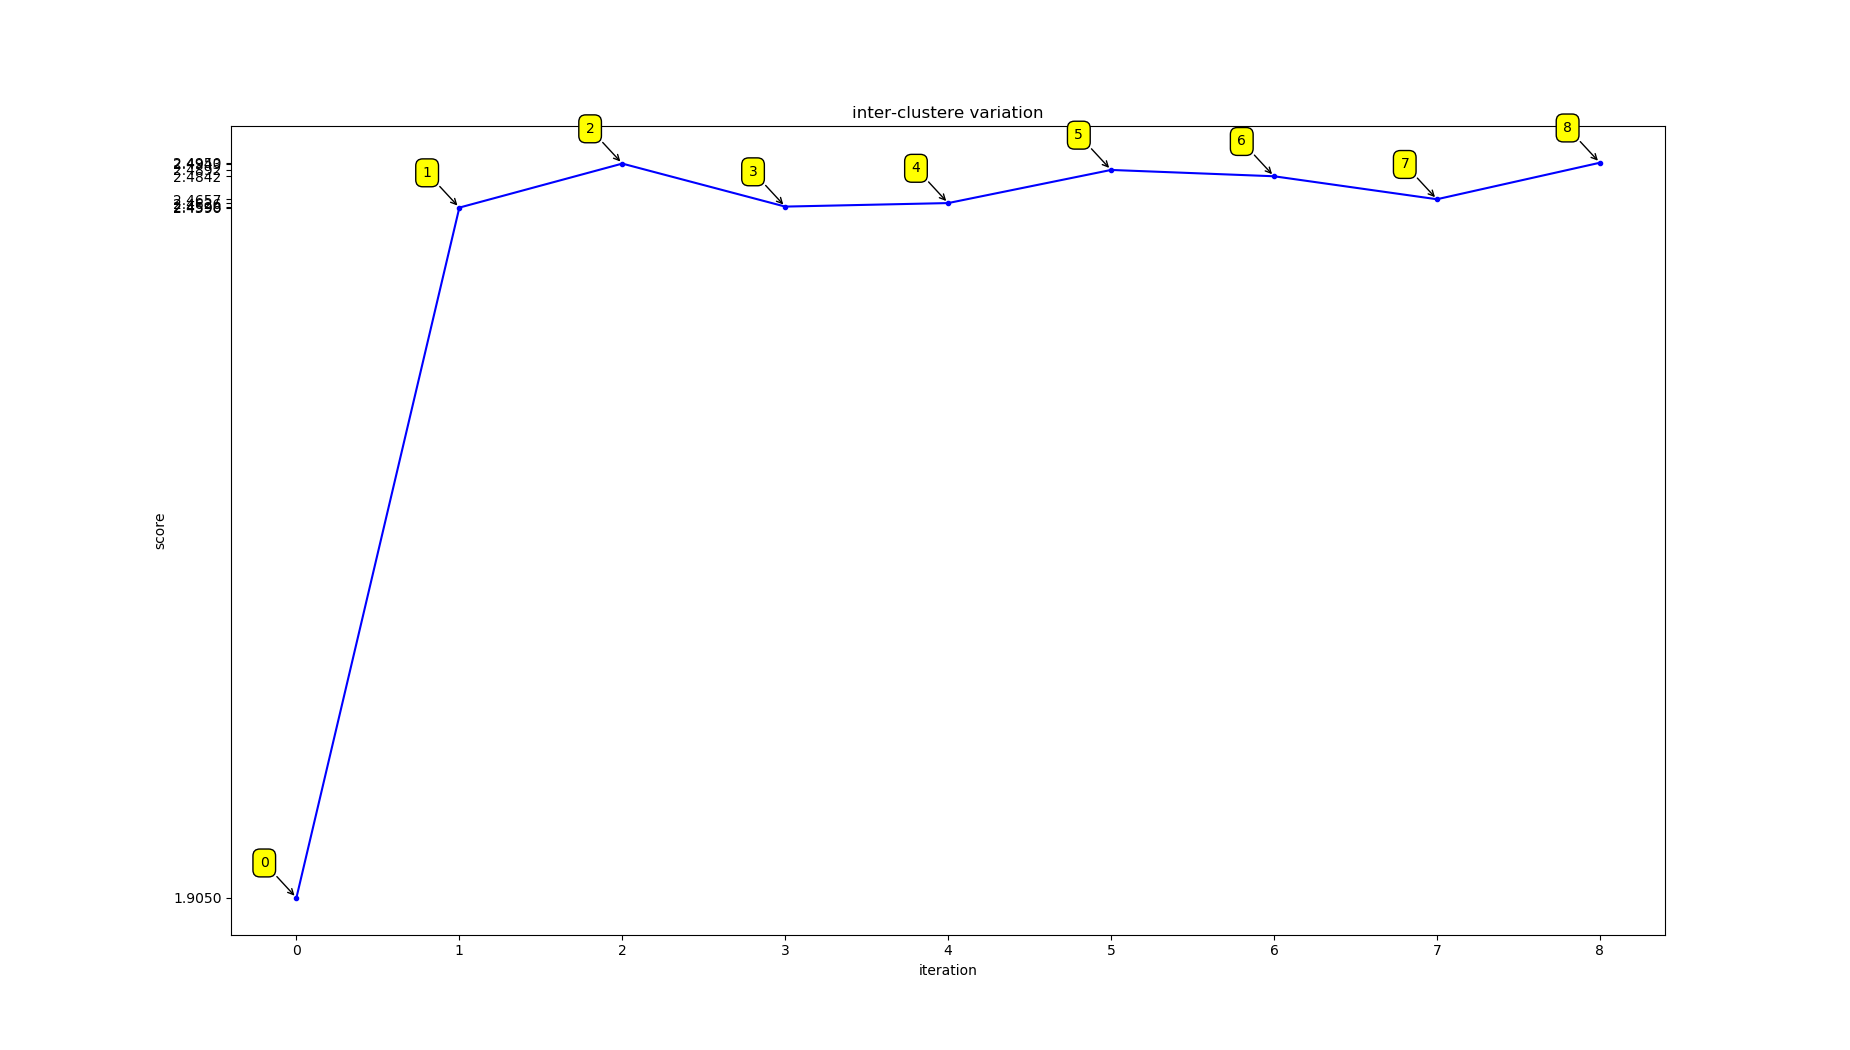 inter-clustere variation
2
8
5
6
1
3
4
7
2.4842
score
0
1.9050
0 1 2 3 4 5 6 7 8
iteration